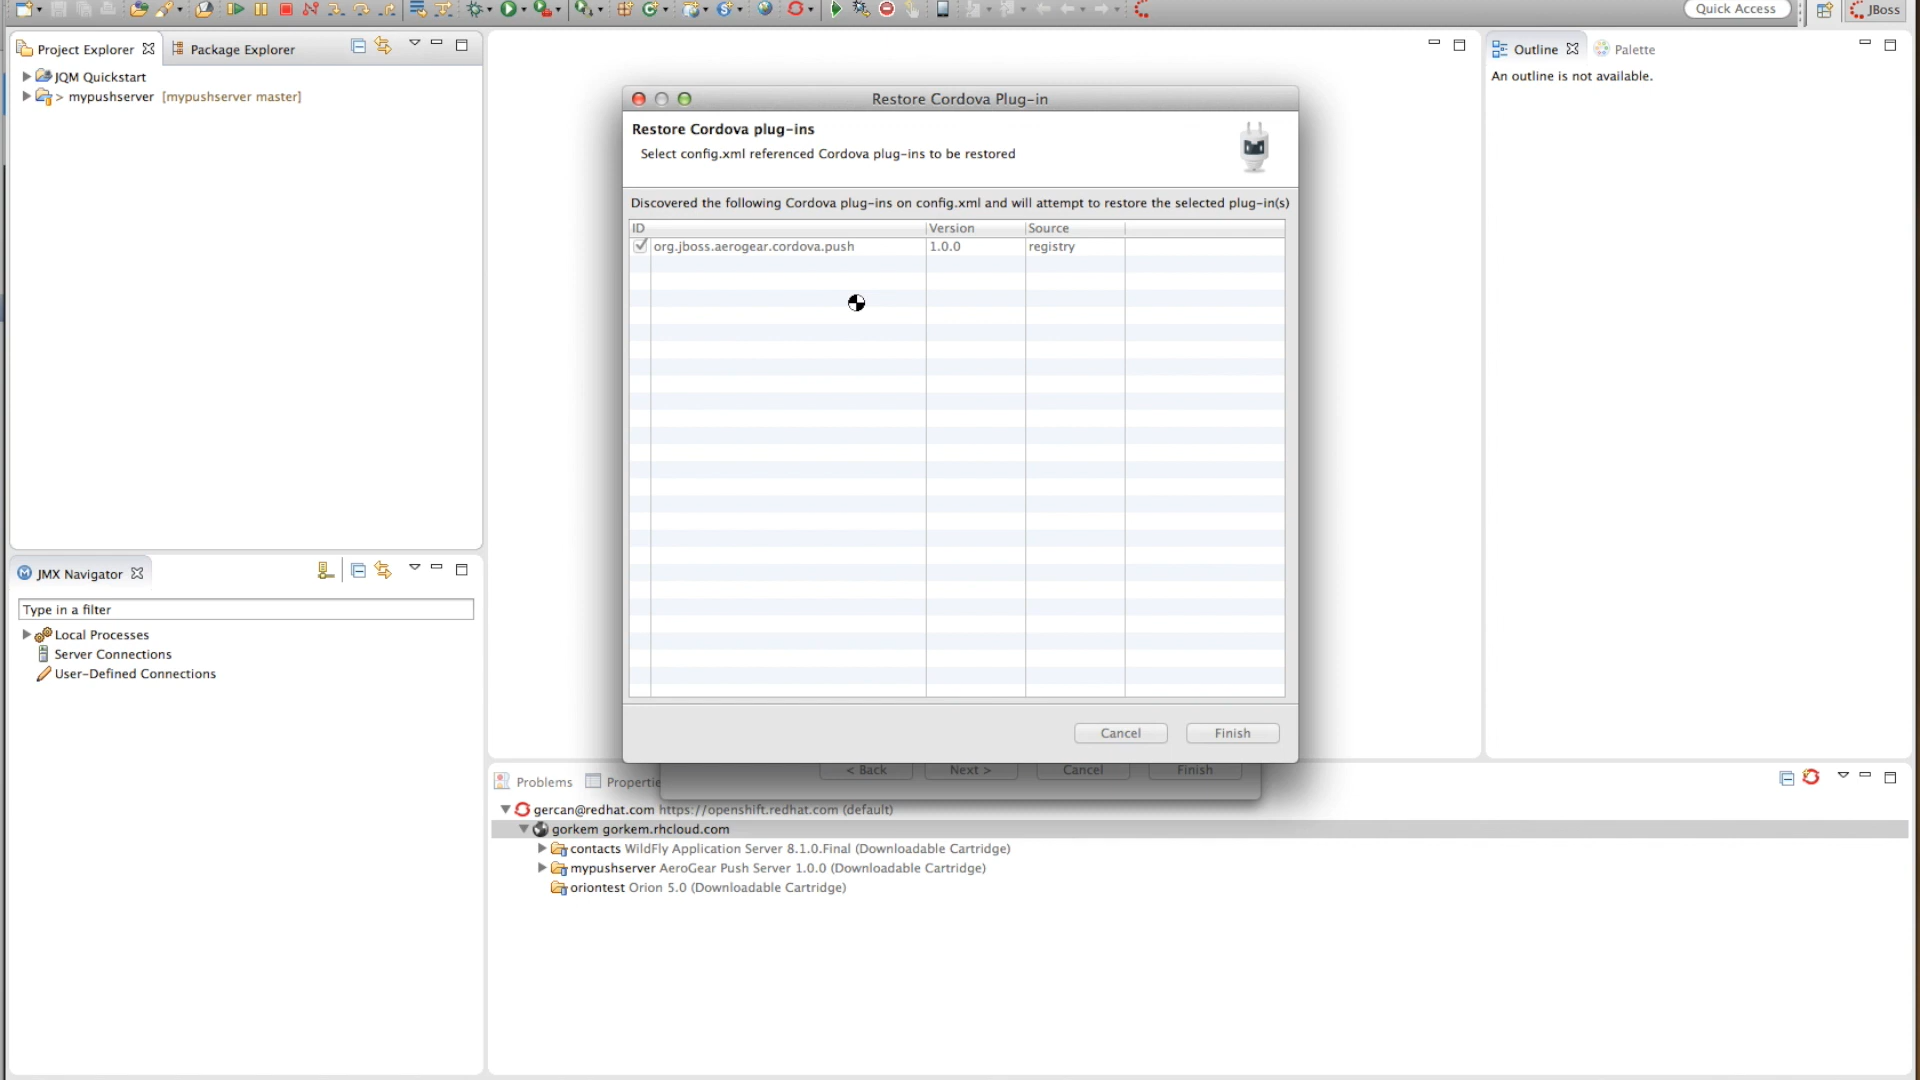 Quick Access
JBoss
Project Explorer
Package Explorer
JQM Quickstart
> mypushserver [mypushserver master]
Outline
Palette
An outline is not available.
Restore Cordova Plug-in
Restore Cordova plug-ins
Select config.xml referenced Cordova plug-ins to be restored
Discovered the following Cordova plug-ins on config.xml and will attempt to restore the selected plug-in(s)
ID Version Source
org.jboss.aerogear.cordova.push 1.0.0 registry
Cancel Finish
< Back Next > Cancel Finish
JMX Navigator
Type in a filter
Local Processes
Server Connections
User-Defined Connections
Problems
Propertie
gercan@redhat.com https://openshift.redhat.com (default)
gorkem gorkem.rhcloud.com
contacts WildFly Application Server 8.1.0.Final (Downloadable Cartridge)
mypushserver AeroGear Push Server 1.0.0 (Downloadable Cartridge)
oriontest Orion 5.0 (Downloadable Cartridge)